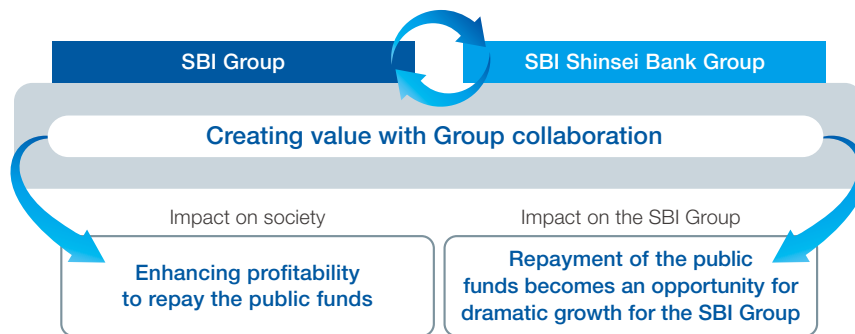 SBI Group
SBI Shinsei Bank Group
Creating value with Group collaboration
Impact on society
Impact on the SBI Group
Enhancing profitability
to repay the public funds
Repayment of the public
funds becomes an opportunity for
dramatic growth for the SBI Group